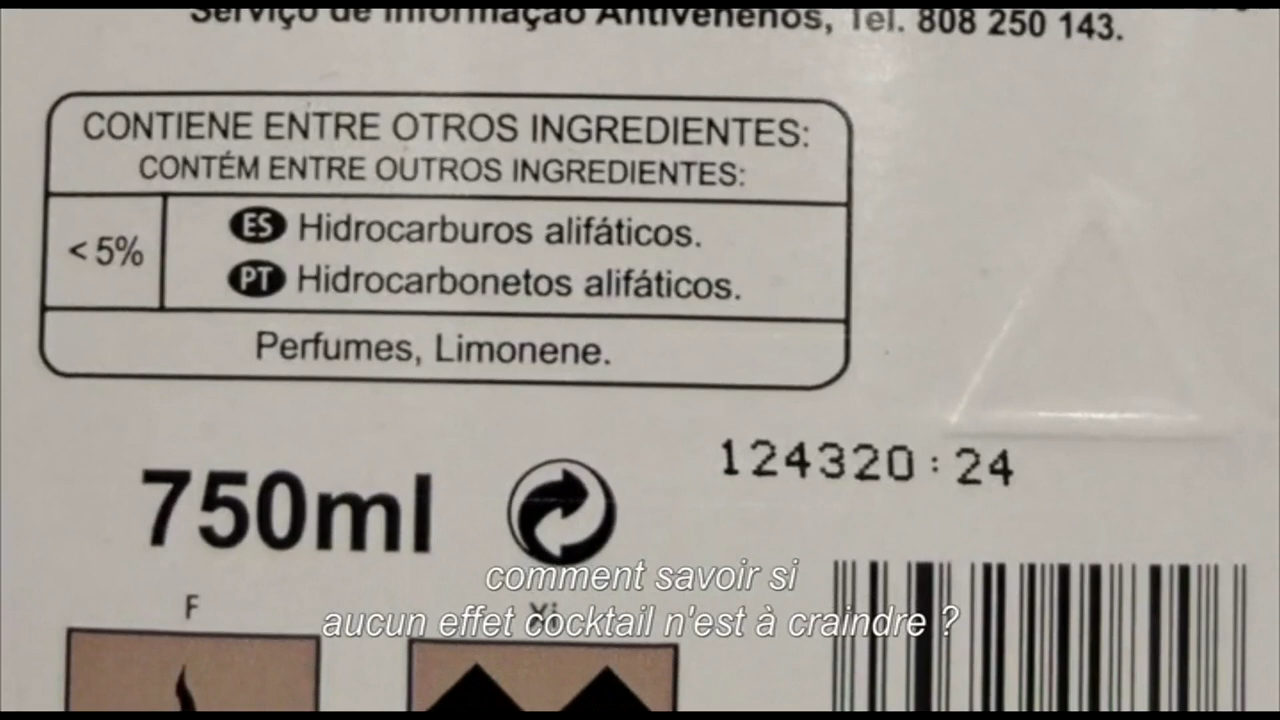 Serviço de Informação Antivenenos, Tel. 808 250 143.
CONTIENE ENTRE OTROS INGREDIENTES:
CONTÉM ENTRE OUTROS INGREDIENTES:
< 5%
ES Hidrocarburos alifáticos.
PT Hidrocarbonetos alifáticos.
Perfumes, Limonene.
124320:24
750ml
F
Xi
comment savoir si
aucun effet cocktail n'est à craindre ?